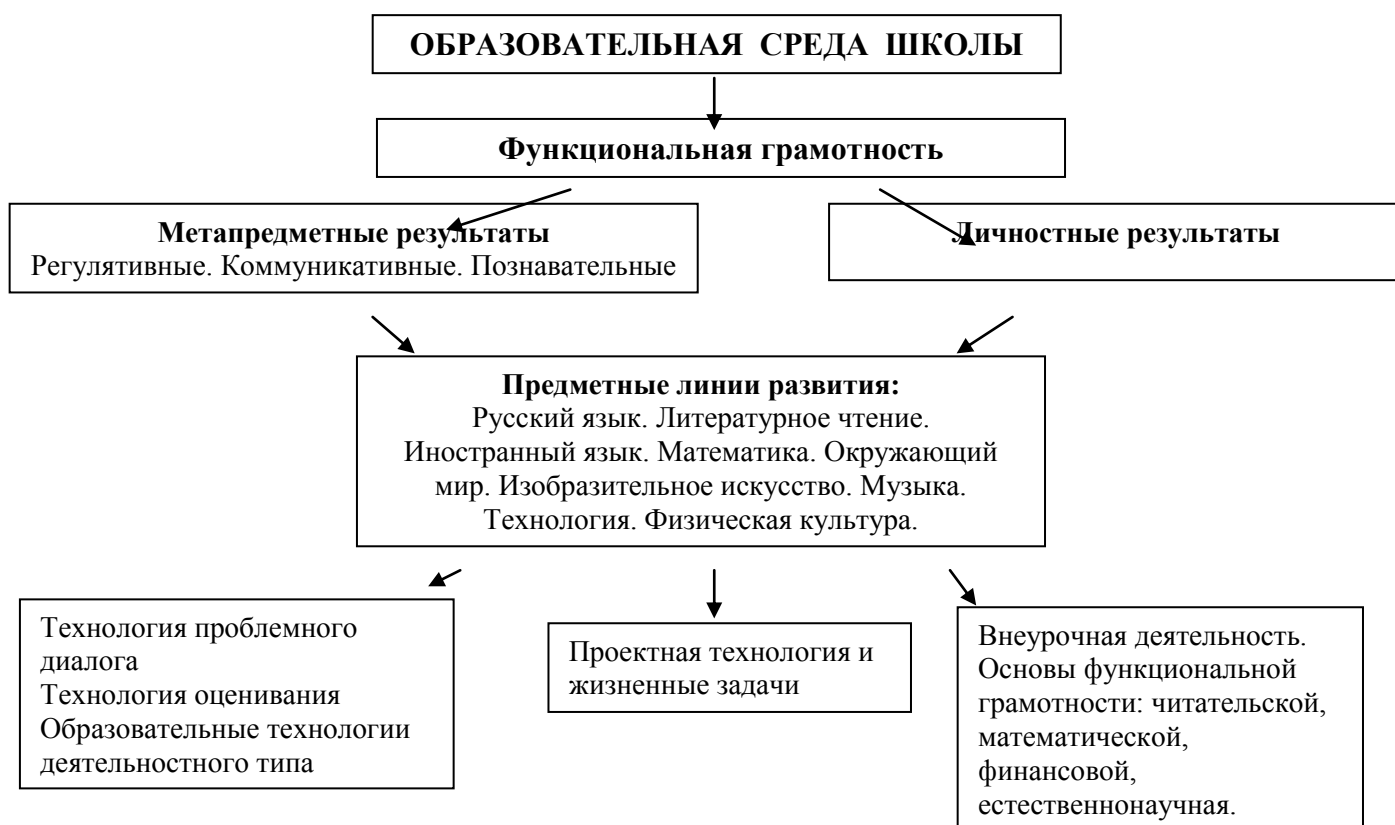 ОБРАЗОВАТЕЛЬНАЯ СРЕДА ШКОЛЫ
Функциональная грамотность
Метапредметные результаты
Регулятивные. Коммуникативные. Познавательные
Личностные результаты
Предметные линии развития:
Русский язык. Литературное чтение.
Иностранный язык. Математика. Окружающий
мир. Изобразительное искусство. Музыка.
Технология. Физическая культура.
Технология проблемного
диалога
Технология оценивания
Образовательные технологии
деятельностного типа
Проектная технология и
жизненные задачи
Внеурочная деятельность.
Основы функциональной
грамотности: читательской,
математической,
финансовой,
естественнонаучная.